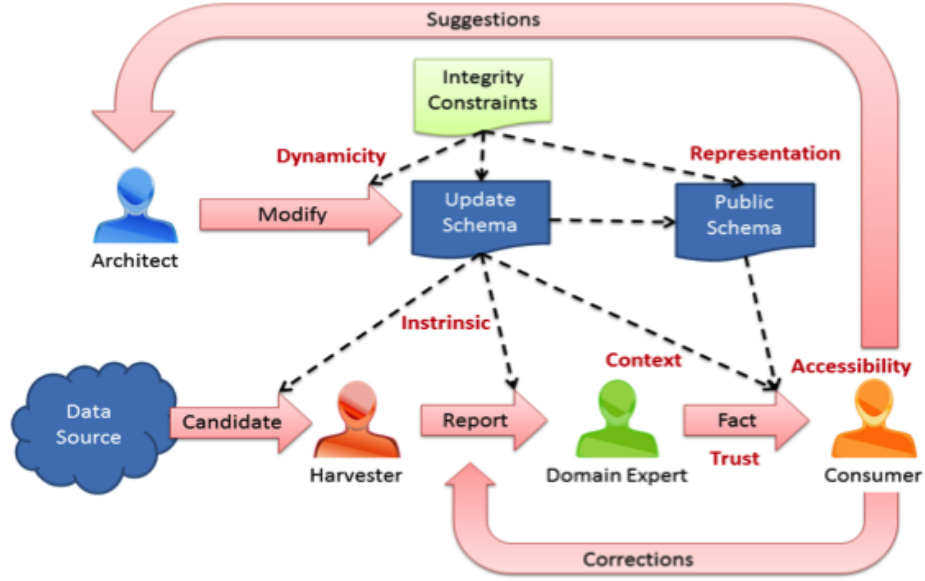 Suggestions
Integrity
Constraints
Dynamicity
Representation
Modify
Update
Schema
Public
Schema
Architect
Instrinsic
Context
Accessibility
Data
Source
Candidate
Report
Fact
Harvester
Domain Expert
Trust
Consumer
Corrections